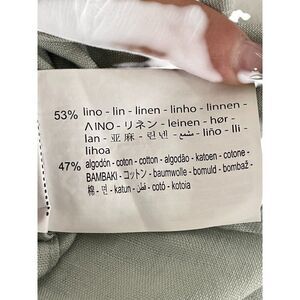 53% lino - lin - linen - linho - linnen -
ΛΙΝΟ - リネン - leinen - hør -
lan - 亚 麻 - 린 넨 - liño - lli -
lihoa
47% algodón - coton - cotton - algodão - katoen - cotone -
BAMBAKI - コットン - baumwolle - bomuld - bombaž -
棉 - 면 - katun - قطن - cotó - kotoia